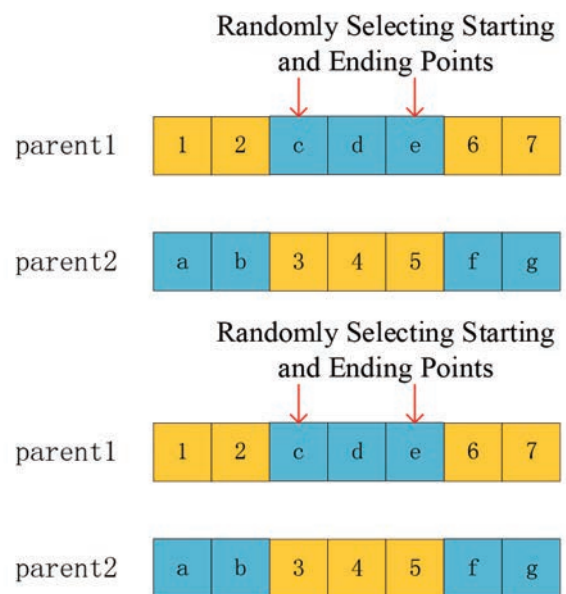 Randomly Selecting Starting
and Ending Points
parent1 1 2 c d e 6 7
parent2 a b 3 4 5 f g
Randomly Selecting Starting
and Ending Points
parent1 1 2 c d e 6 7
parent2 a b 3 4 5 f g